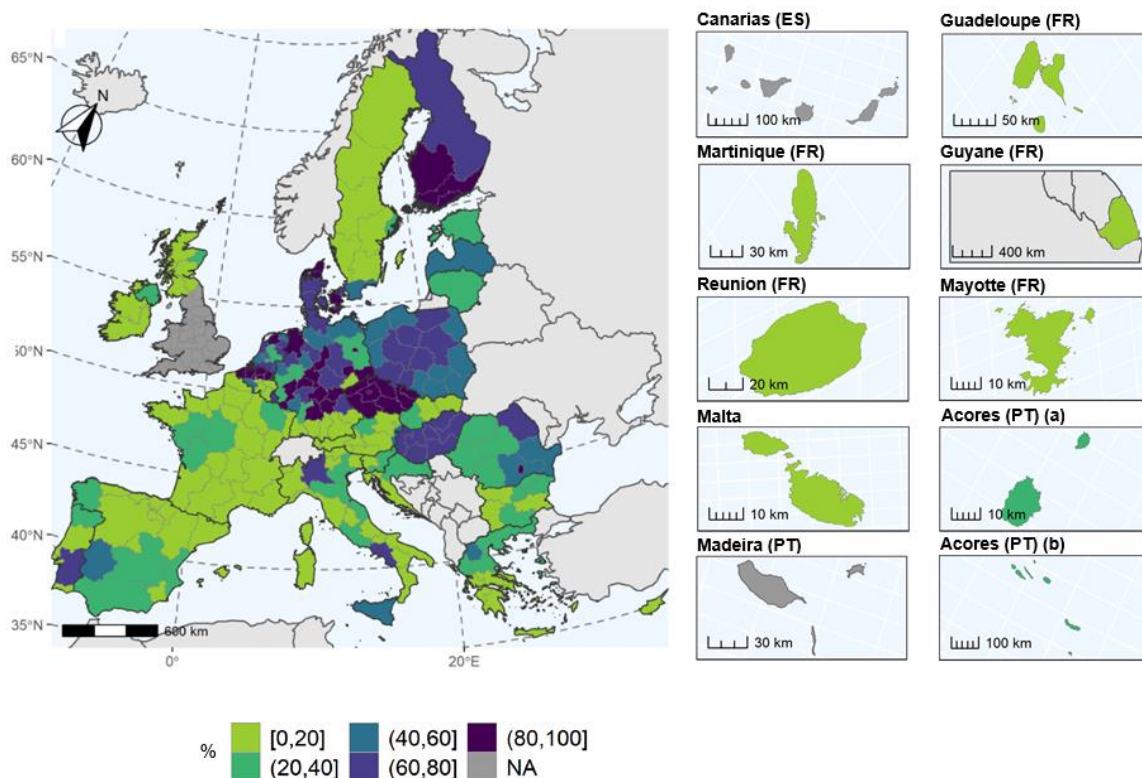 65°N
60°N
55°N
50°N
45°N
40°N
35°N
N
600 km
0°
20°E
Canarias (ES)
100 km
Guadeloupe (FR)
50 km
Martinique (FR)
30 km
Guyane (FR)
400 km
Reunion (FR)
20 km
Mayotte (FR)
10 km
Malta
10 km
Acores (PT) (a)
10 km
Madeira (PT)
30 km
Acores (PT) (b)
100 km
% [0,20] (40,60] (80,100]
(20,40] (60,80] NA